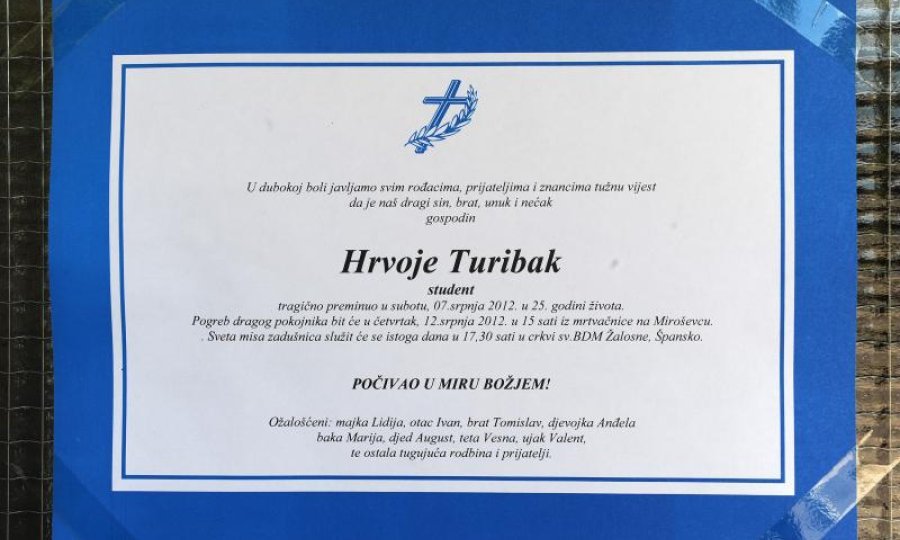 U dubokoj boli javljamo svim rođacima, prijateljima i znancima tužnu vijest
da je naš dragi sin, brat, unuk i nećak
gospodin
Hrvoje Turibak
student
tragično preminuo u subotu, 07.srpnja 2012. u 25. godini života.
Pogreb dragog pokojnika bit će u četvrtak, 12.srpnja 2012. u 15 sati iz mrtvačnice na Miroševcu.
. Sveta misa zadušnica služit će se istoga dana u 17,30 sati u crkvi sv.BDM Žalosne, Špansko.
POČIVAO U MIRU BOŽJEM!
Ožalošćeni: majka Lidija, otac Ivan, brat Tomislav, djevojka Anđela
baka Marija, djed August, teta Vesna, ujak Valent,
te ostala tugujuća rodbina i prijatelji.